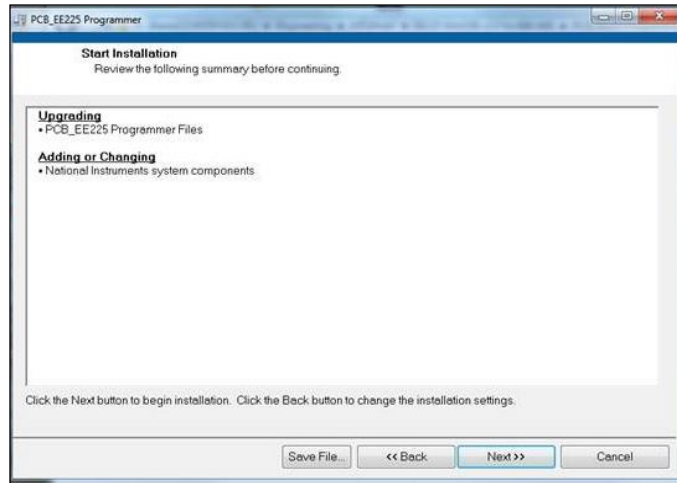 PCB_EE225 Programmer
Start Installation
Review the following summary before continuing.
Upgrading
• PCB_EE225 Programmer Files
Adding or Changing
• National Instruments system components
Click the Next button to begin installation. Click the Back button to change the installation settings.
Save File...
<< Back
Next >>
Cancel